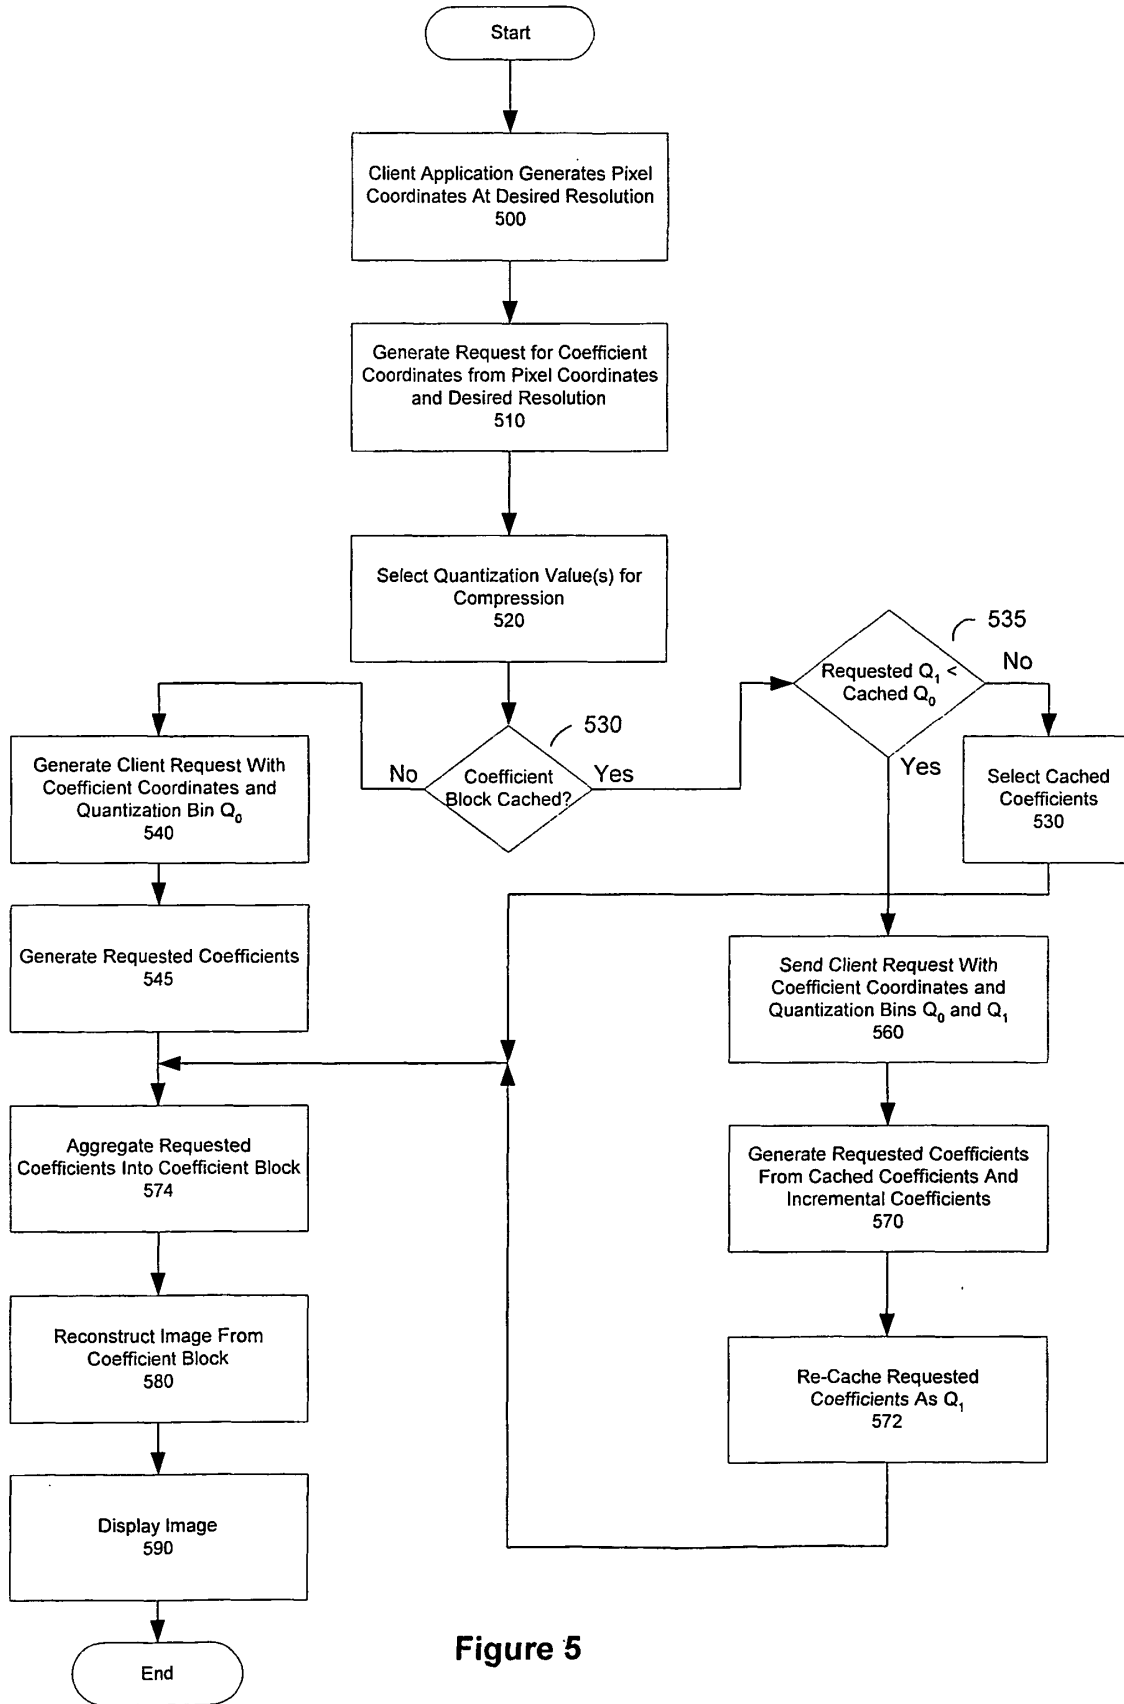 Start
Client Application Generates Pixel
Coordinates At Desired Resolution
500
Generate Request for Coefficient
Coordinates from Pixel Coordinates
and Desired Resolution
510
Select Quantization Value(s) for
Compression
520
535
Requested Q₁ <
Cached Q₀
No
Yes
530
Coefficient
Block Cached?
No
Yes
Generate Client Request With
Coefficient Coordinates and
Quantization Bin Q₀
540
Select Cached
Coefficients
530
Generate Requested Coefficients
545
Send Client Request With
Coefficient Coordinates and
Quantization Bins Q₀ and Q₁
560
Aggregate Requested
Coefficients Into Coefficient Block
574
Generate Requested Coefficients
From Cached Coefficients And
Incremental Coefficients
570
Reconstruct Image From
Coefficient Block
580
Re-Cache Requested
Coefficients As Q₁
572
Display Image
590
End
Figure 5